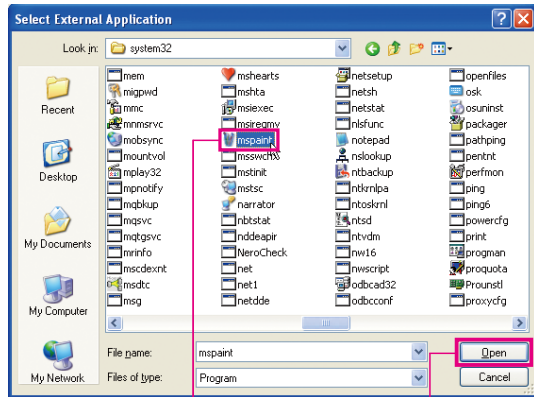 Select External Application
Look in:
system32
Recent
Desktop
My Documents
My Computer
My Network
mem
migpwd
mmc
mnmsrvc
mobsync
mountvol
mplay32
mpnotify
mqbkup
mqsvc
mqtgsvc
mrinfo
mscdexnt
msdtc
msg
mshearts
mshta
msiexec
msiregmv
mspaint
msswchx
mstinit
mstsc
narrator
nbtstat
nddeapir
NeroCheck
net
net1
netdde
netsetup
netsh
netstat
nlsfunc
notepad
nslookup
ntbackup
ntkrnlpa
ntoskrnl
ntsd
ntvdm
nw16
nwscript
odbcad32
odbcconf
openfiles
osk
osuninst
packager
pathping
pentnt
perfmon
ping
ping6
powercfg
print
progman
proquota
Prounstl
proxycfg
File name:
mspaint
Open
Files of type:
Program
Cancel